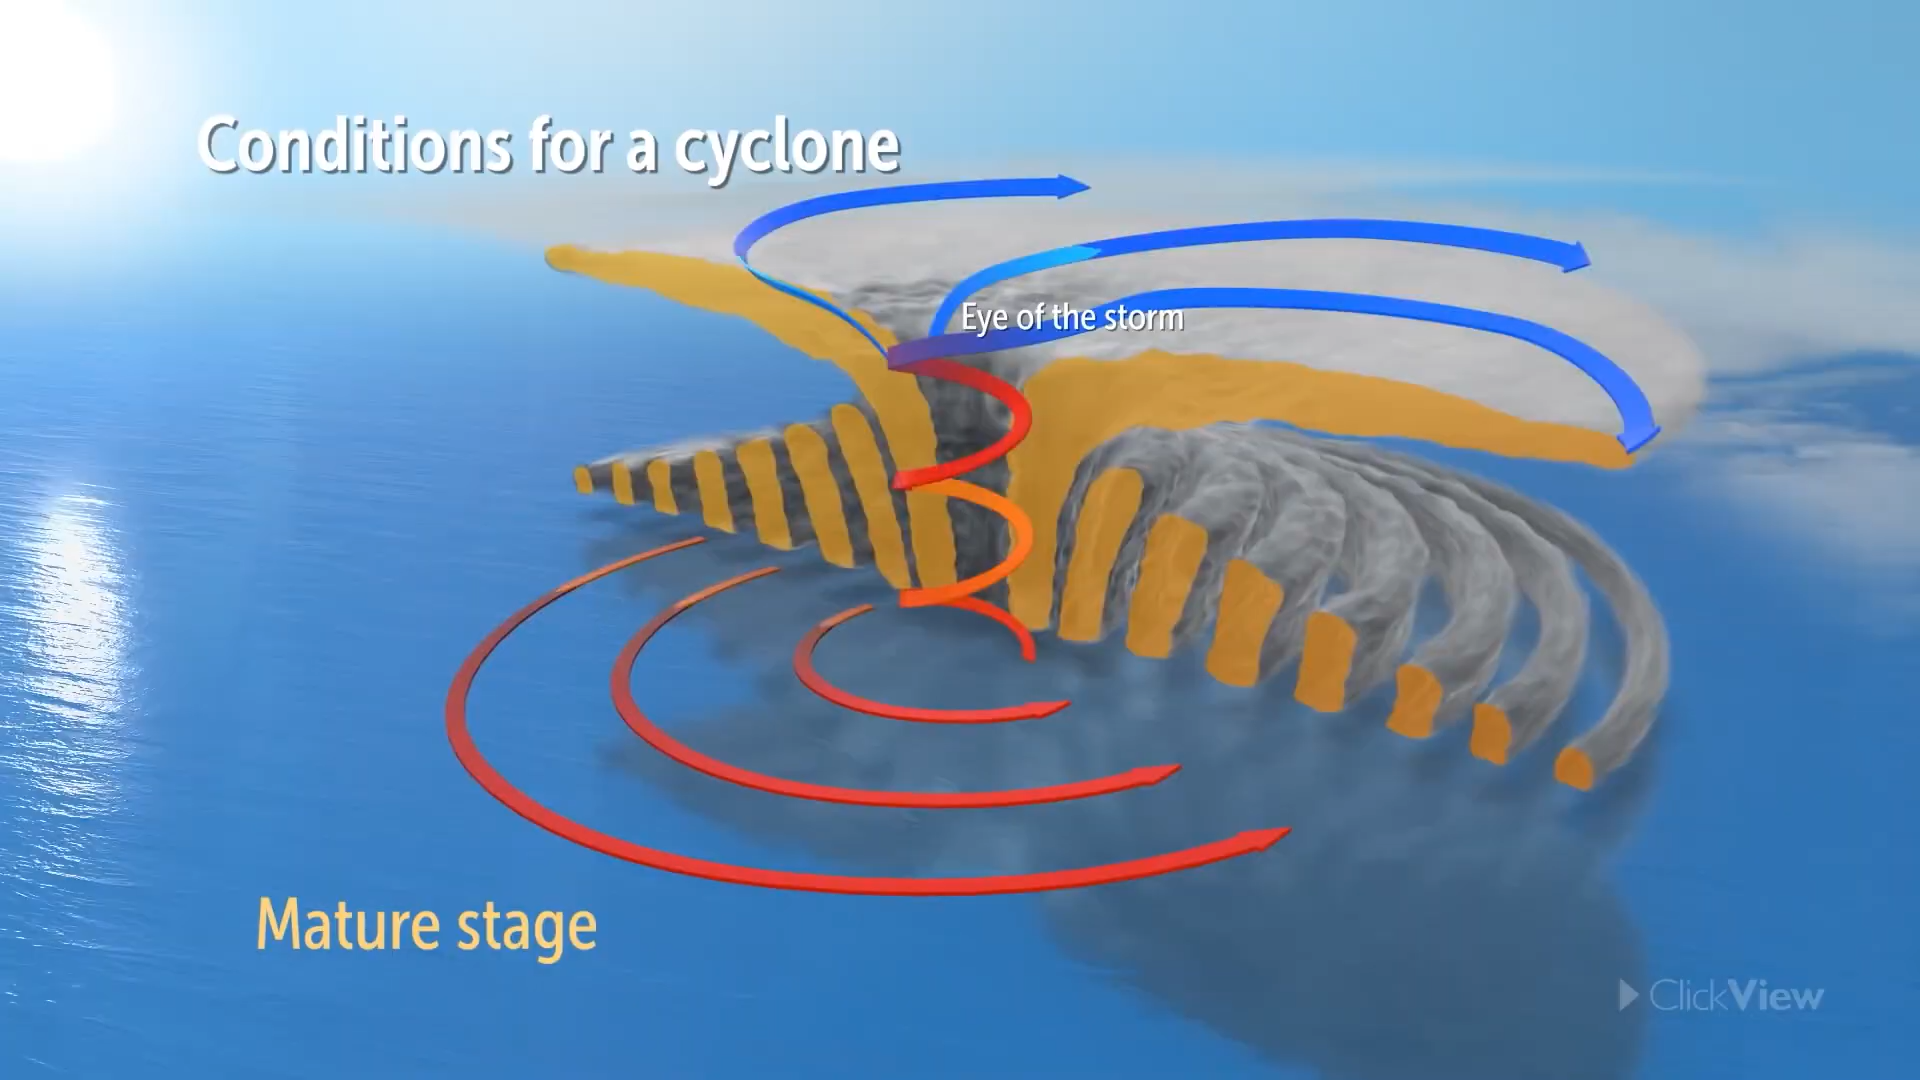 Conditions for a cyclone
Eye of the storm
Mature stage
ClickView